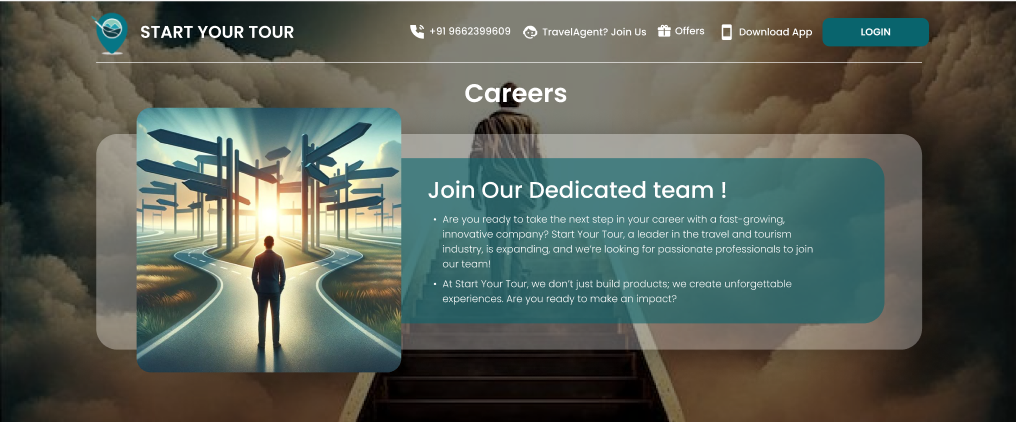 START YOUR TOUR
+91 9662399609
TravelAgent? Join Us
Offers
Download App
LOGIN
Careers
Join Our Dedicated team !
• Are you ready to take the next step in your career with a fast-growing,
innovative company? Start Your Tour, a leader in the travel and tourism
industry, is expanding, and we're looking for passionate professionals to join
our team!
• At Start Your Tour, we don't just build products; we create unforgettable
experiences. Are you ready to make an impact?